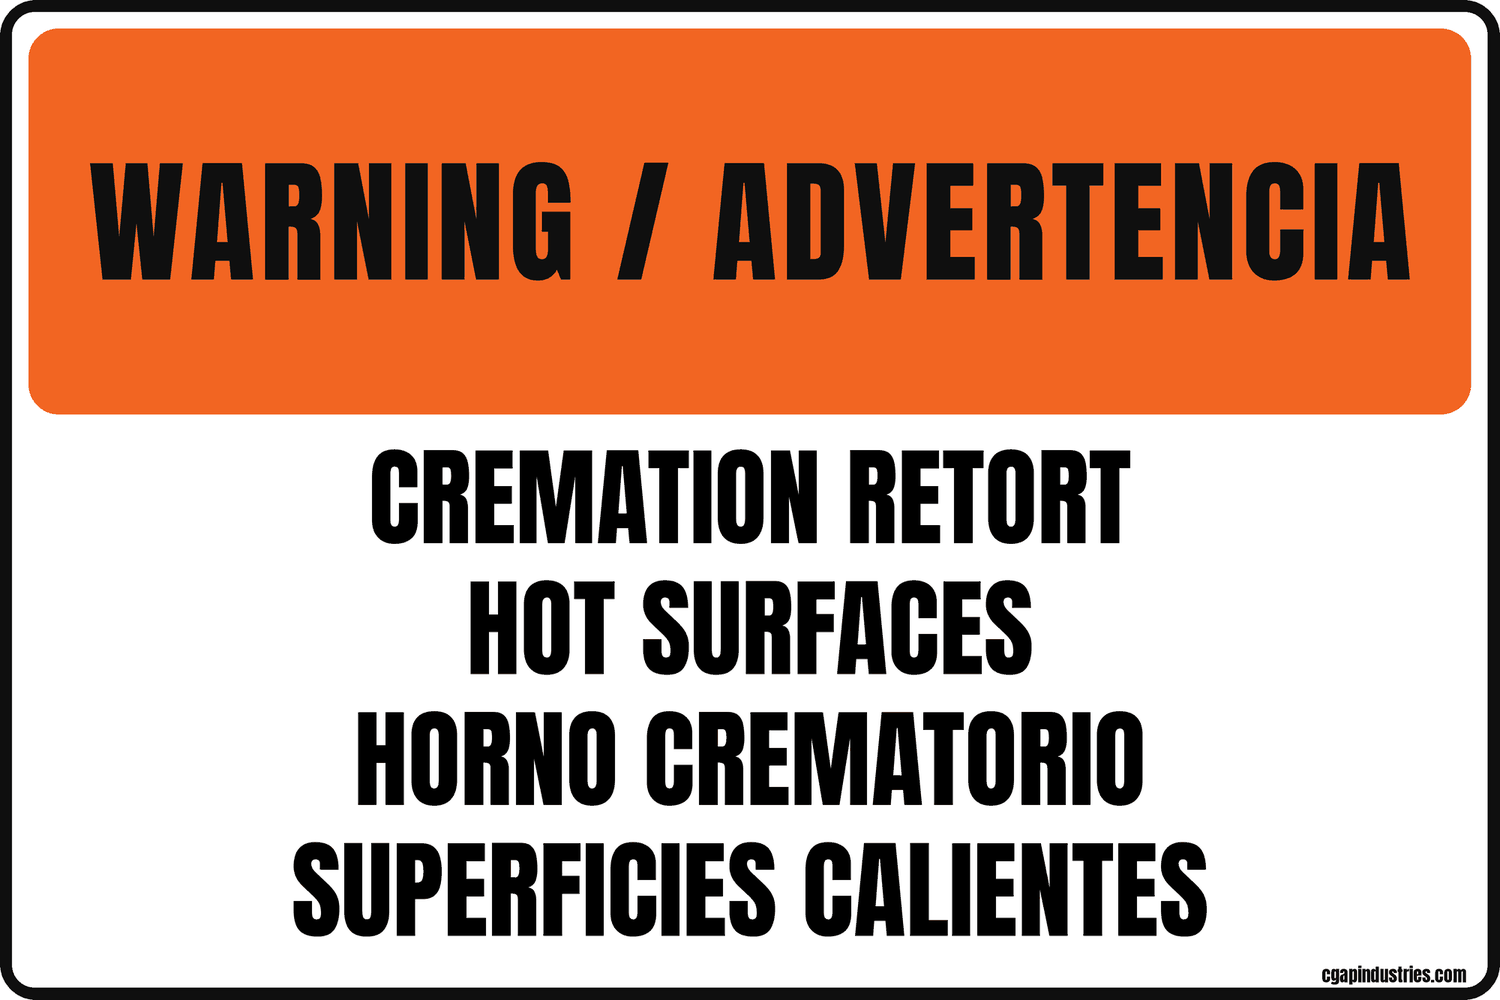 WARNING / ADVERTENCIA
CREMATION RETORT
HOT SURFACES
HORNO CREMATORIO
SUPERFICIES CALIENTES
cgapindustries.com